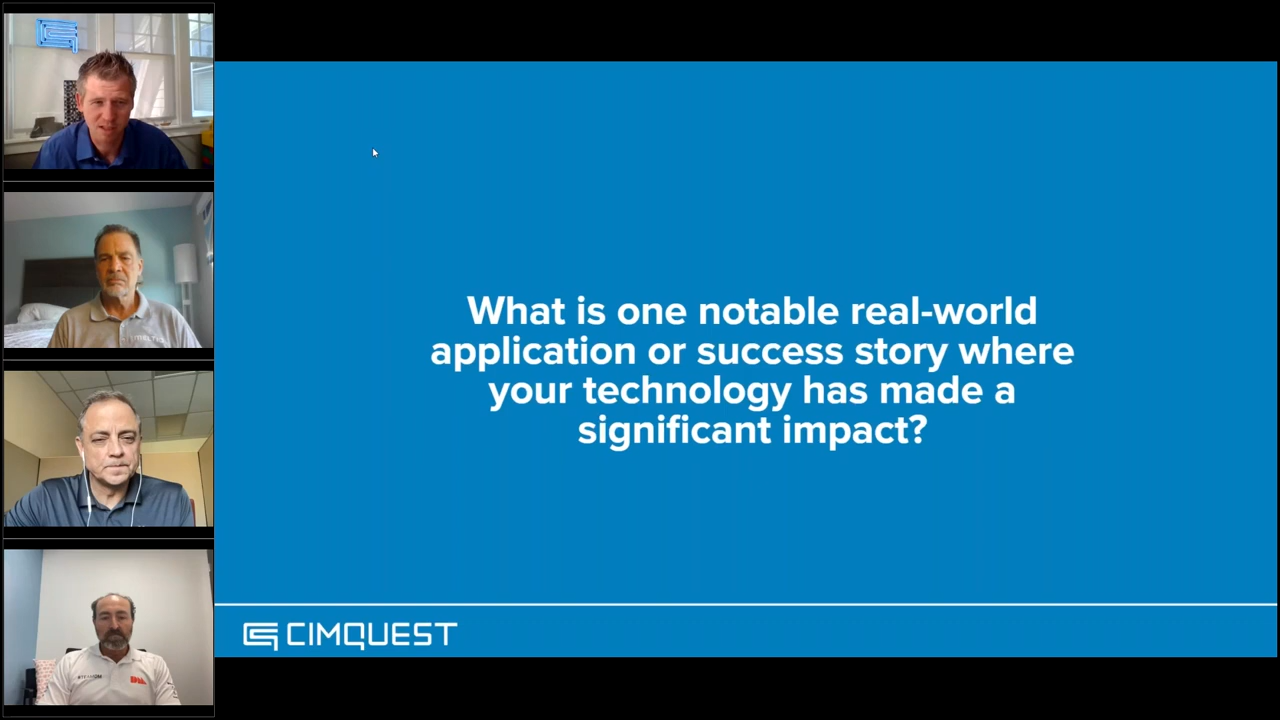 What is one notable real-world
application or success story where
your technology has made a
significant impact?
CIMQUEST